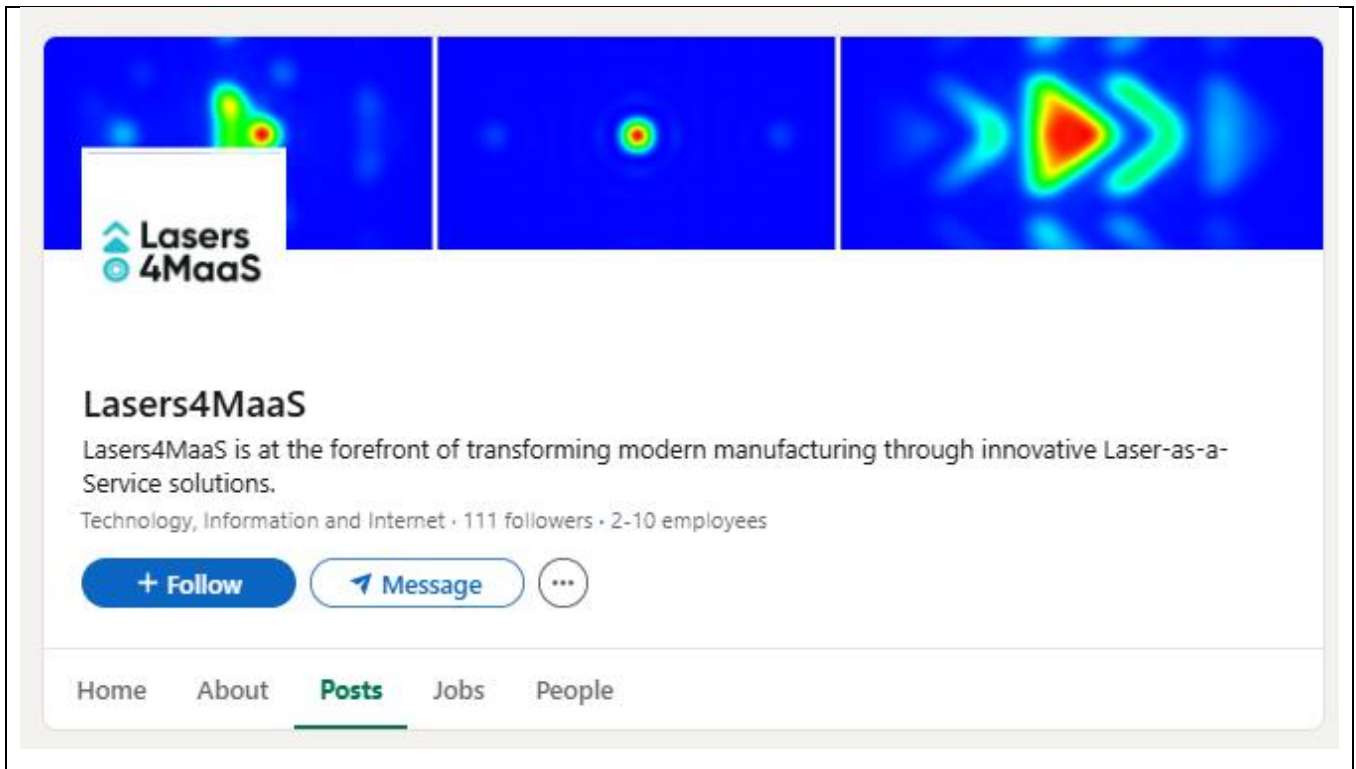 Lasers
4MaaS
Lasers4MaaS
Lasers4MaaS is at the forefront of transforming modern manufacturing through innovative Laser-as-a-
Service solutions.
Technology, Information and Internet · 111 followers · 2-10 employees
+ Follow
Message
Home
About
Posts
Jobs
People